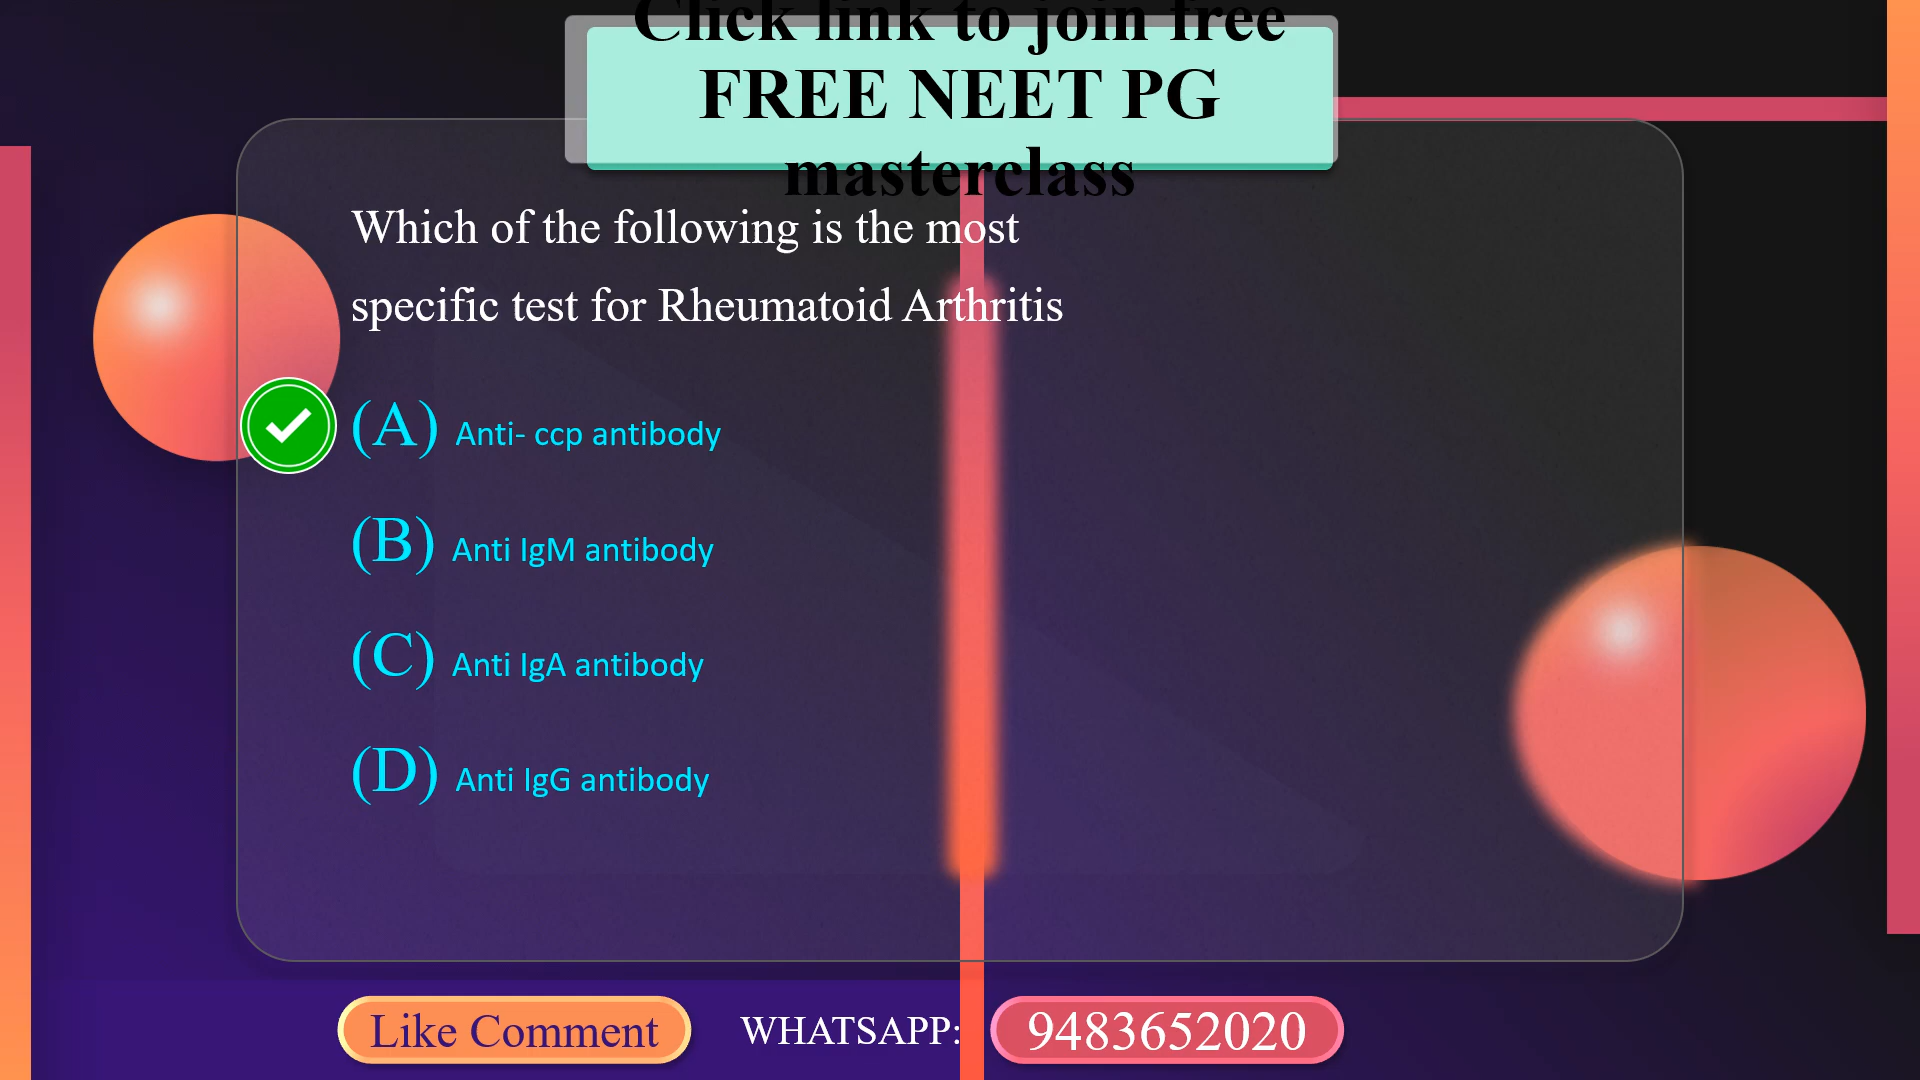 Click link to join free
FREE NEET PG
masterclass
Which of the following is the most
specific test for Rheumatoid Arthritis
(A) Anti- ccp antibody
(B) Anti IgM antibody
(C) Anti IgA antibody
(D) Anti IgG antibody
Like Comment WHATSAPP: 9483652020